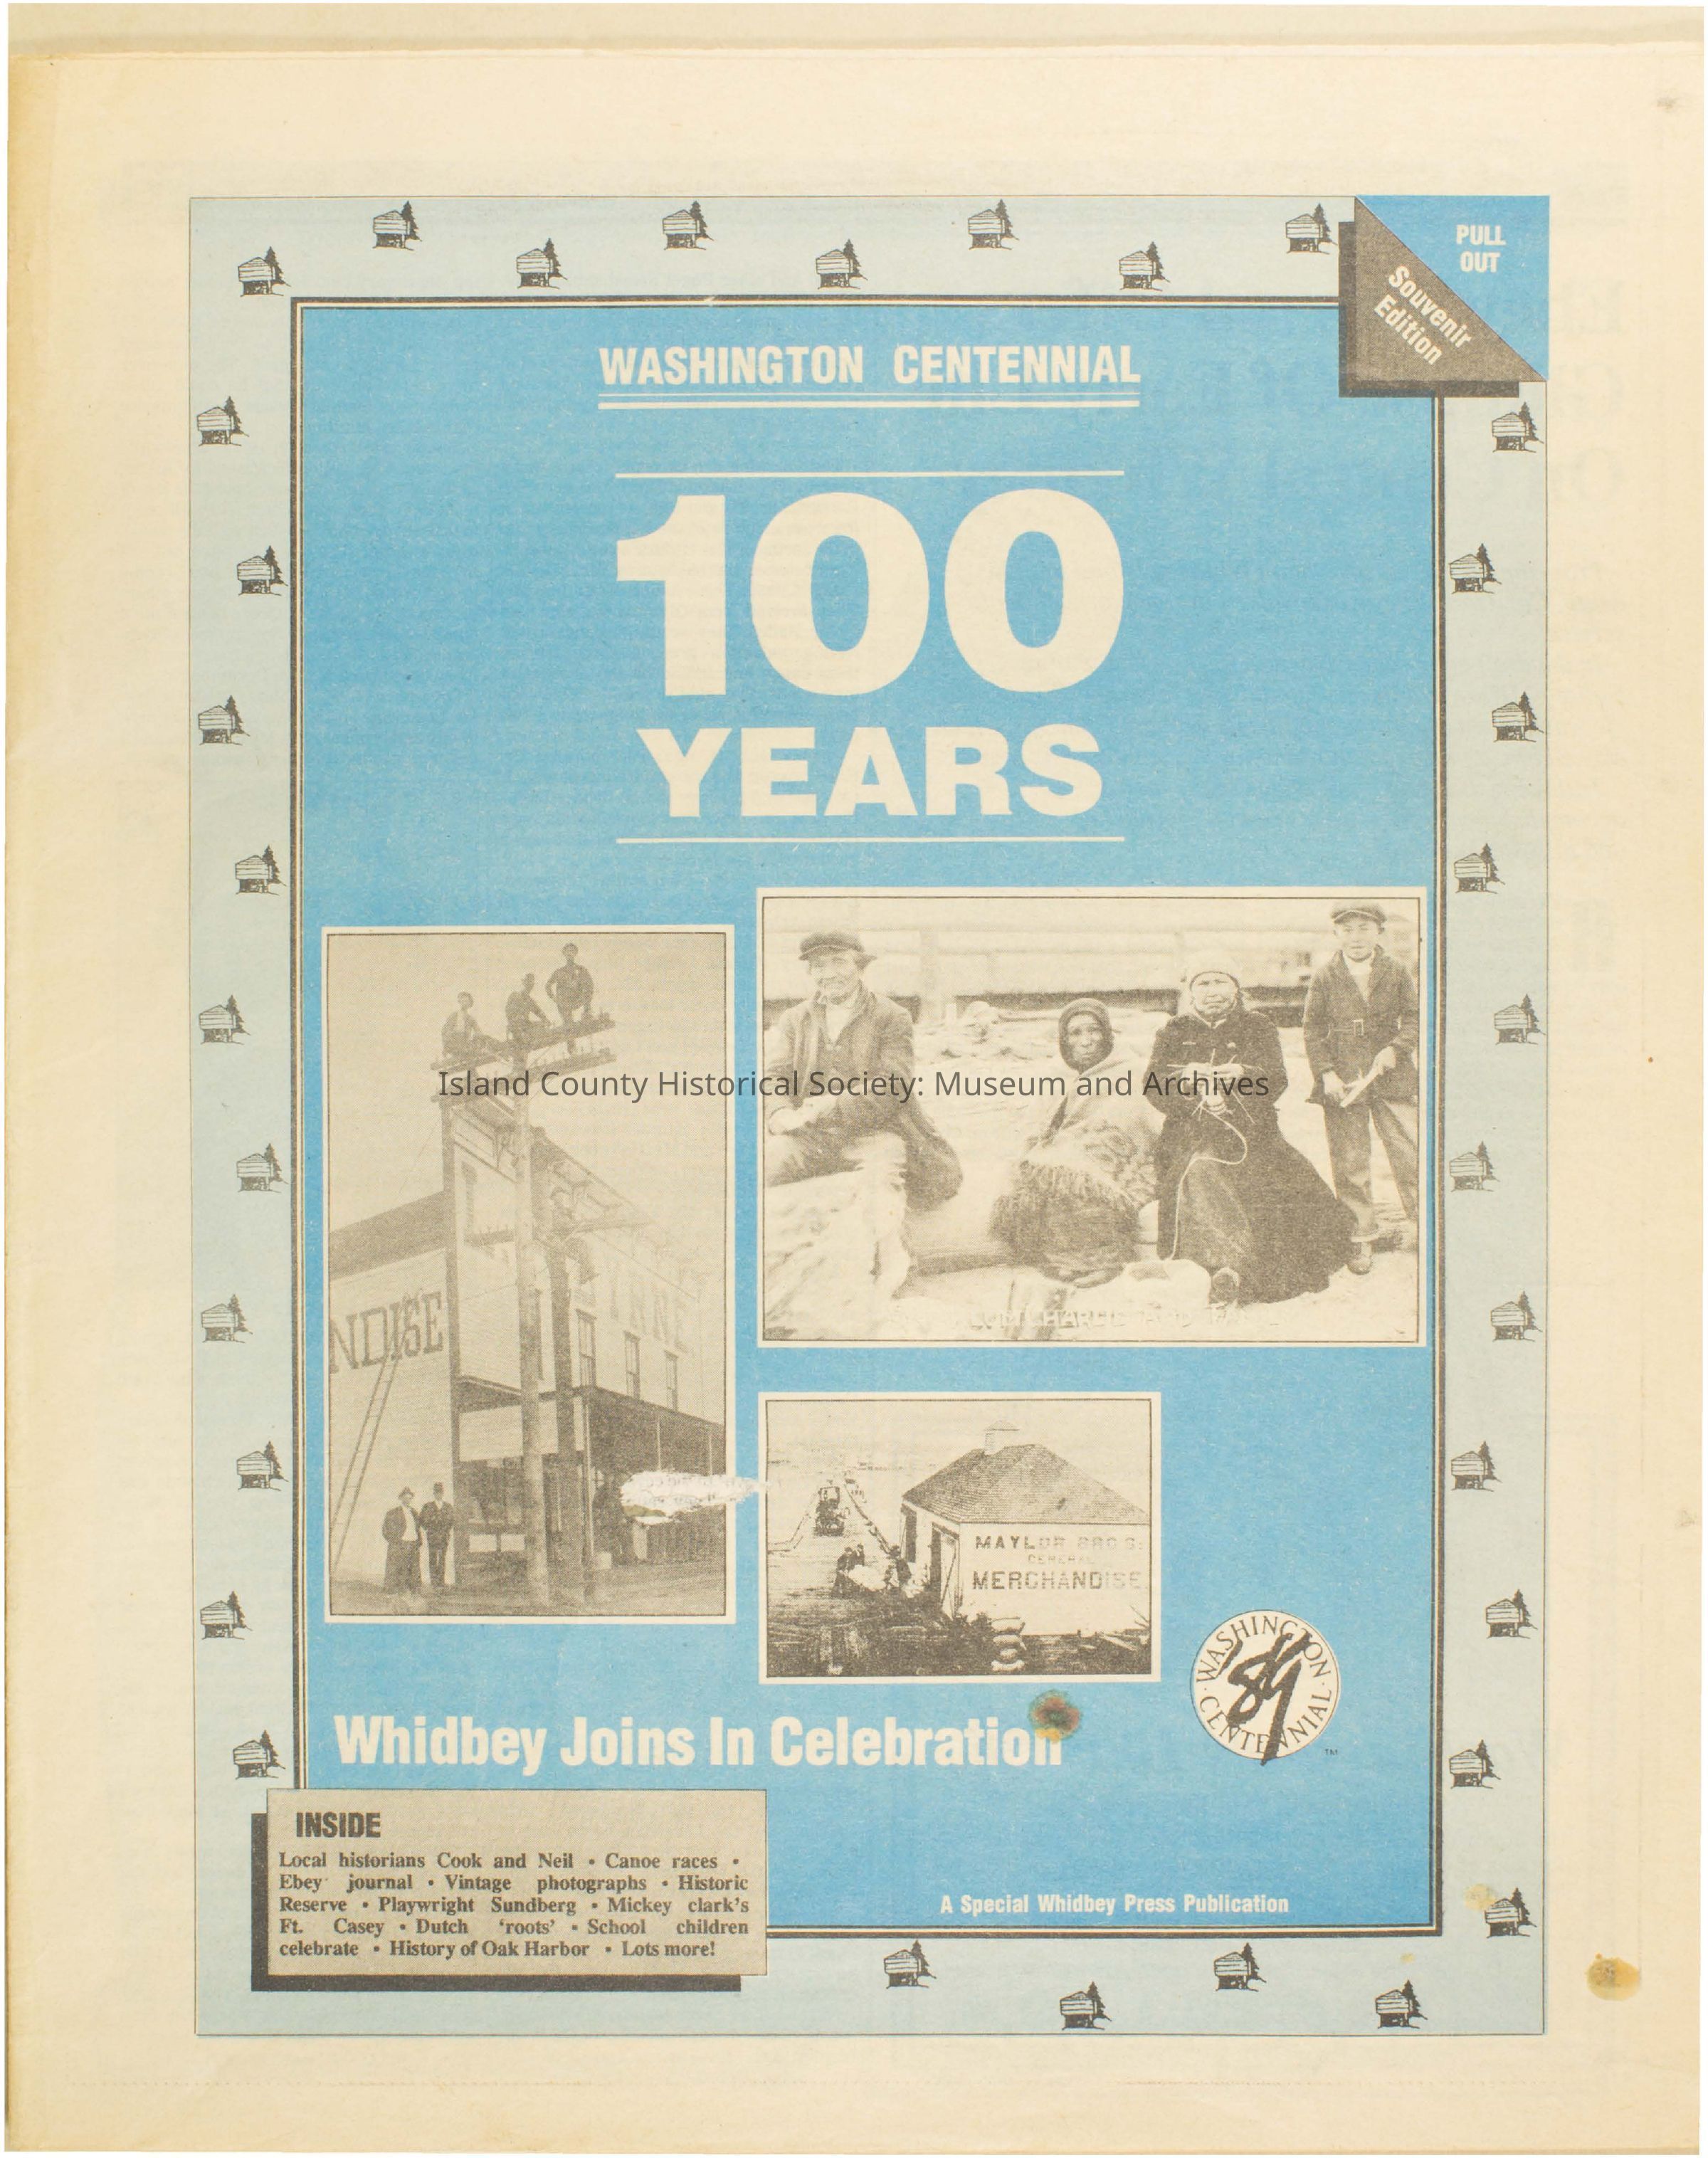 PULL
OUT
Souvenir
Edition
WASHINGTON CENTENNIAL
100
YEARS
Island County Historical Society: Museum and Archives
NDISE
MAYLOR BROS.
GENERAL
MERCHANDISE
WASHINGTON
'89
CENTENNIAL
TM
Whidbey Joins In Celebration
INSIDE
Local historians Cook and Neil • Canoe races •
Ebey journal • Vintage photographs • Historic
Reserve • Playwright Sundberg • Mickey clark's
Ft. Casey • Dutch 'roots' • School children
celebrate • History of Oak Harbor • Lots more!
A Special Whidbey Press Publication